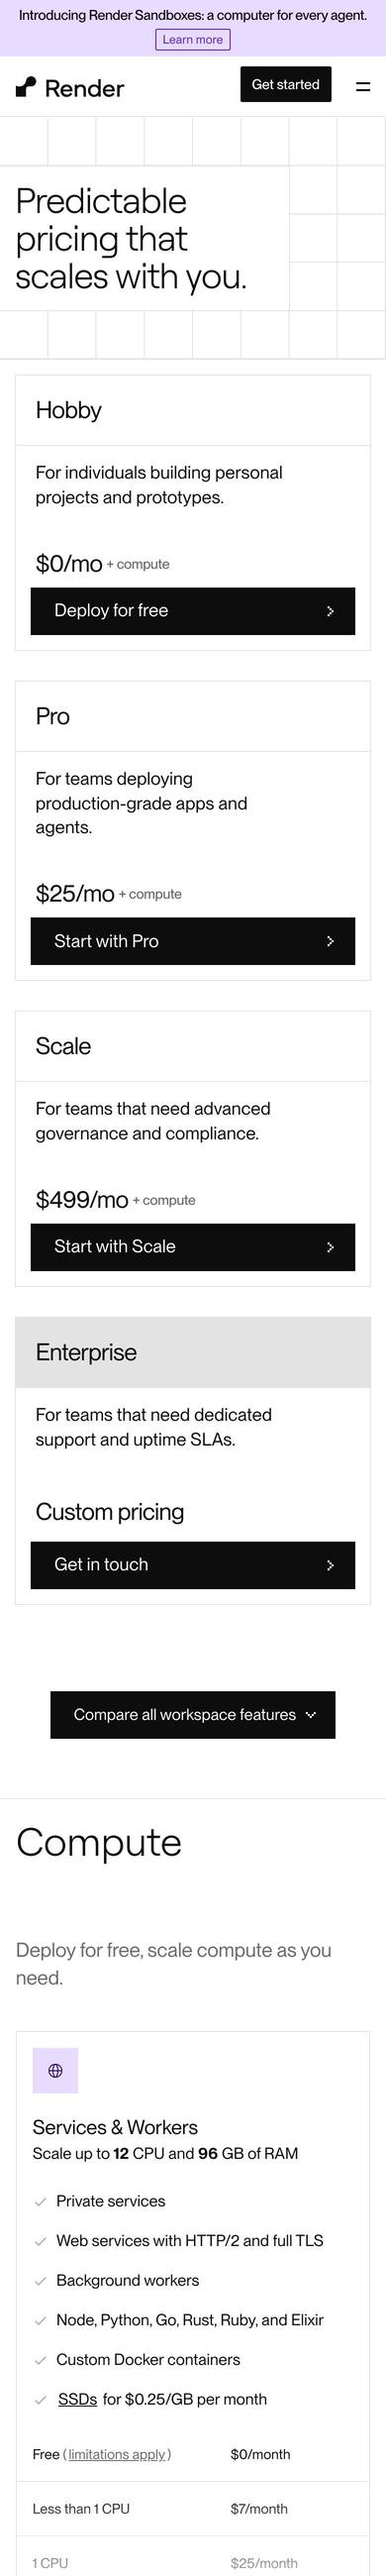 Introducing Render Sandboxes: a computer for every agent.
Learn more
Render
Get started
Predictable
pricing that
scales with you.
Hobby
For individuals building personal
projects and prototypes.
$0/mo + compute
Deploy for free
Pro
For teams deploying
production-grade apps and
agents.
$25/mo + compute
Start with Pro
Scale
For teams that need advanced
governance and compliance.
$499/mo + compute
Start with Scale
Enterprise
For teams that need dedicated
support and uptime SLAs.
Custom pricing
Get in touch
Compare all workspace features
Compute
Deploy for free, scale compute as you
need.
Services & Workers
Scale up to 12 CPU and 96 GB of RAM
Private services
Web services with HTTP/2 and full TLS
Background workers
Node, Python, Go, Rust, Ruby, and Elixir
Custom Docker containers
SSDs for $0.25/GB per month
Free (limitations apply) $0/month
Less than 1 CPU $7/month
1 CPU $25/month